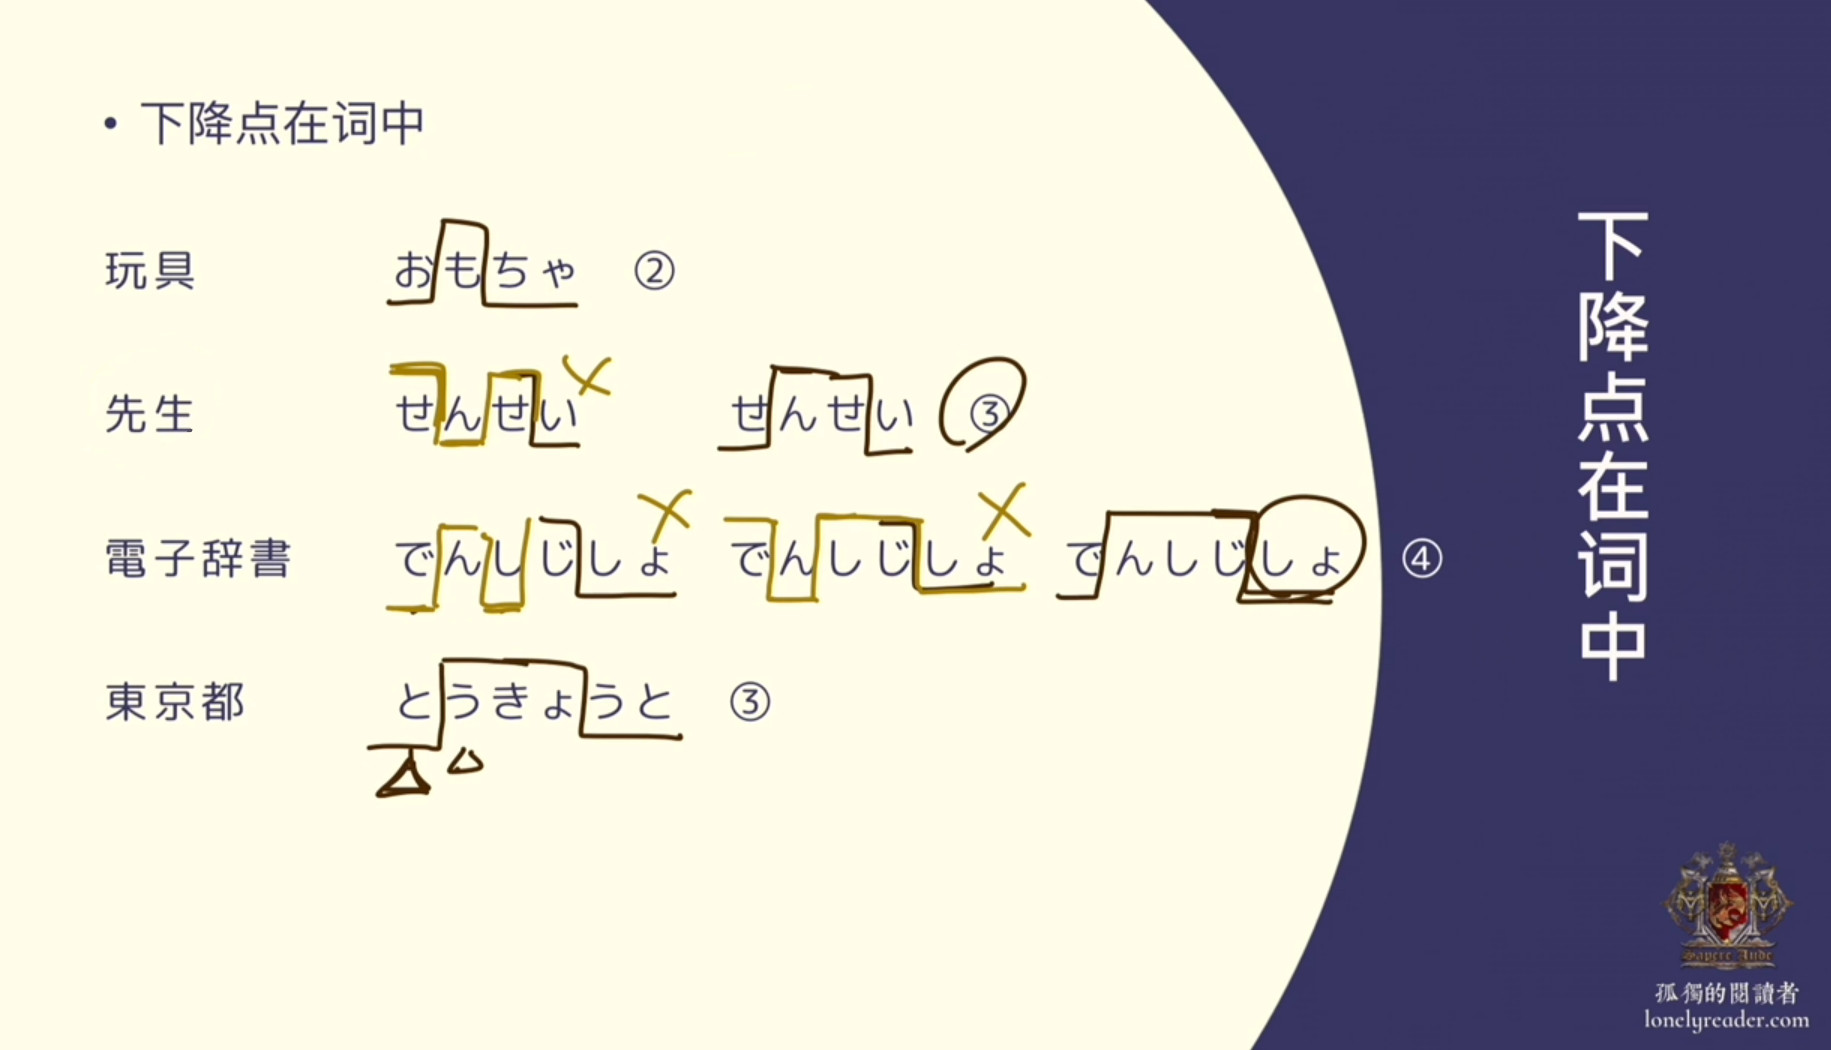 • 下降点在词中
玩具 おもちゃ ②
先生 せんせい せんせい ③
電子辞書 でんしじしょ でんしじしょ でんしじしょ ④
東京都 とうきょうと ③
下降点在词中
Sapere Aude
孤獨的閱讀者
lonelyreader.com